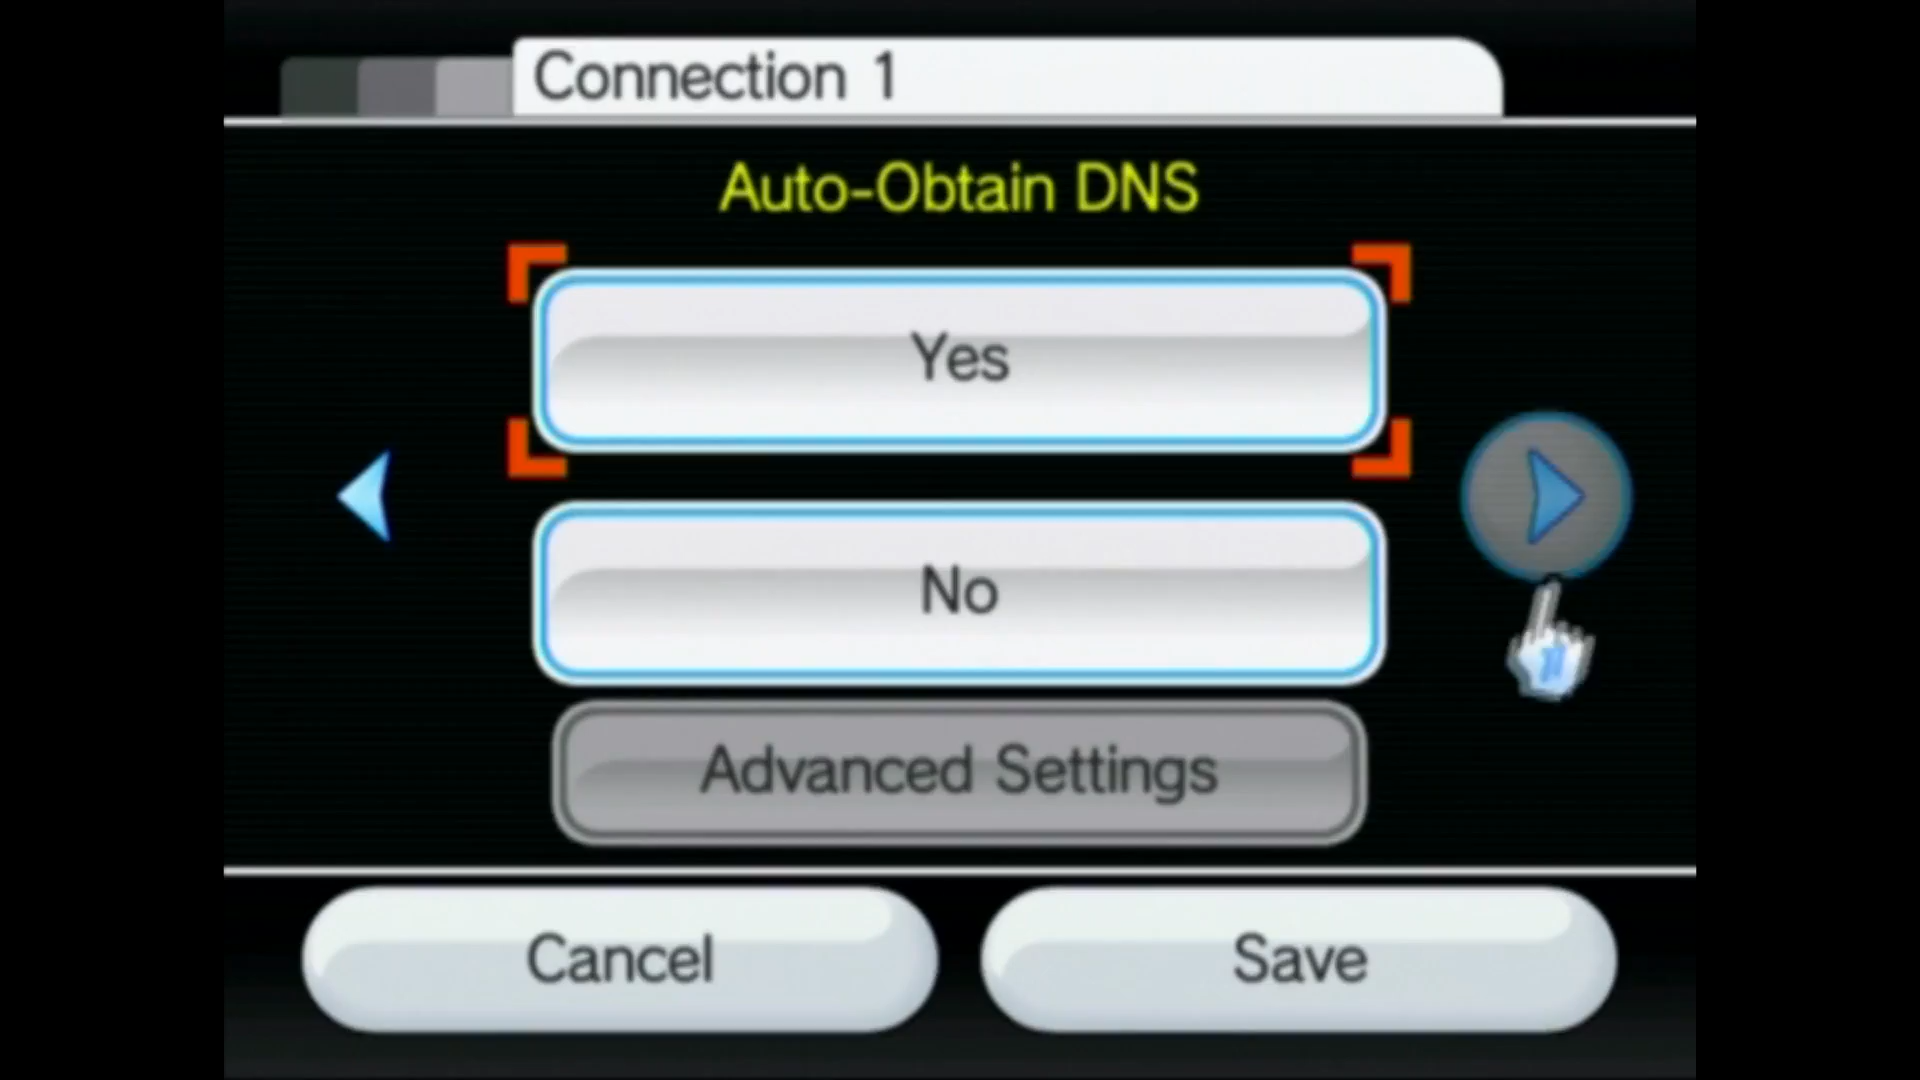 Connection 1
Auto-Obtain DNS
Yes
No
Advanced Settings
Cancel
Save